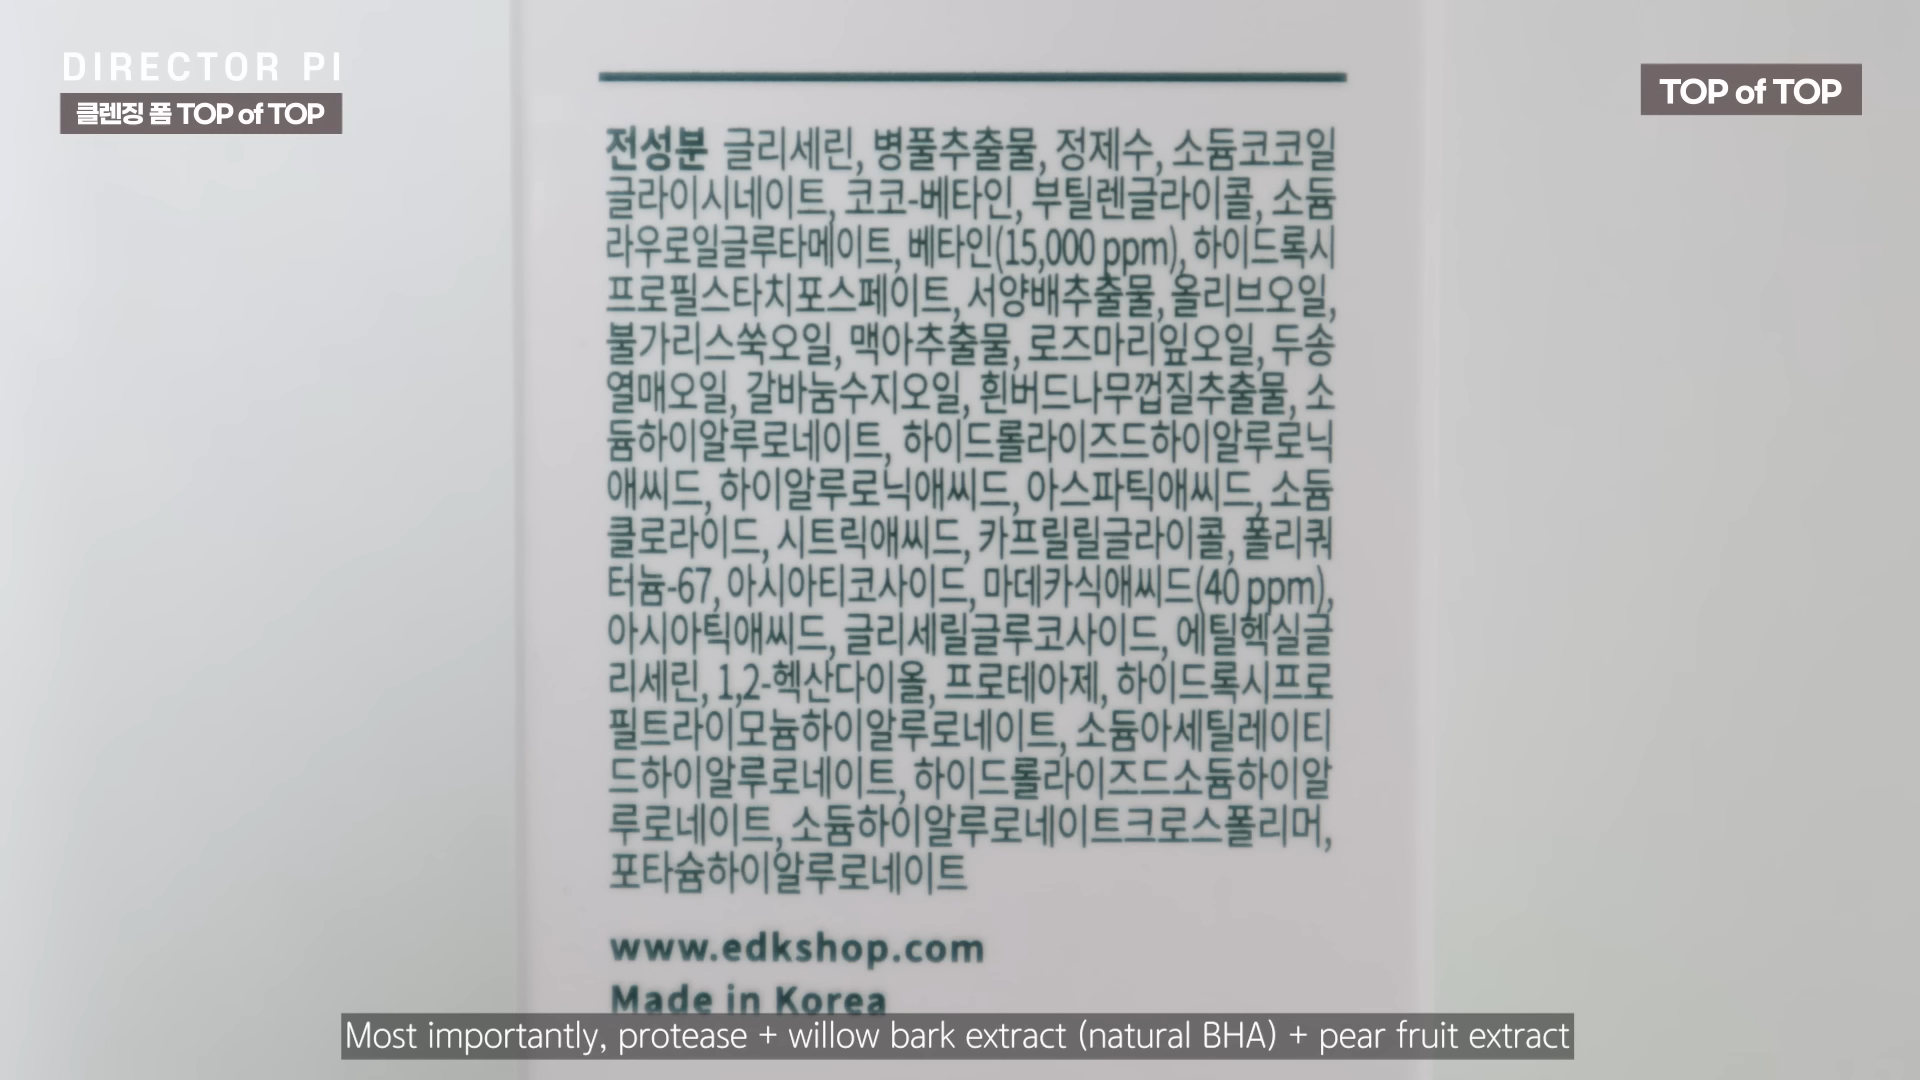 DIRECTOR PI
클렌징 폼 TOP of TOP
TOP of TOP
전성분 글리세린, 병풀추출물, 정제수, 소듐코코일
글라이시네이트, 코코-베타인, 부틸렌글라이콜, 소듐
라우로일글루타메이트, 베타인(15,000 ppm), 하이드록시
프로필스타치포스페이트, 서양배추출물, 올리브오일,
불가리스쑥오일, 맥아추출물, 로즈마리잎오일, 두송
열매오일, 갈바눔수지오일, 흰버드나무껍질추출물, 소
듐하이알루로네이트, 하이드롤라이즈드하이알루로닉
애씨드, 하이알루로닉애씨드, 아스파틱애씨드, 소듐
클로라이드, 시트릭애씨드, 카프릴릴글라이콜, 폴리쿼
터늄-67, 아시아티코사이드, 마데카식애씨드(40 ppm),
아시아틱애씨드, 글리세릴글루코사이드, 에틸헥실글
리세린, 1,2-헥산다이올, 프로테아제, 하이드록시프로
필트라이모늄하이알루로네이트, 소듐아세틸레이티
드하이알루로네이트, 하이드롤라이즈드소듐하이알
루로네이트, 소듐하이알루로네이트크로스폴리머,
포타슘하이알루로네이트
www.edkshop.com
Made in Korea
Most importantly, protease + willow bark extract (natural BHA) + pear fruit extract